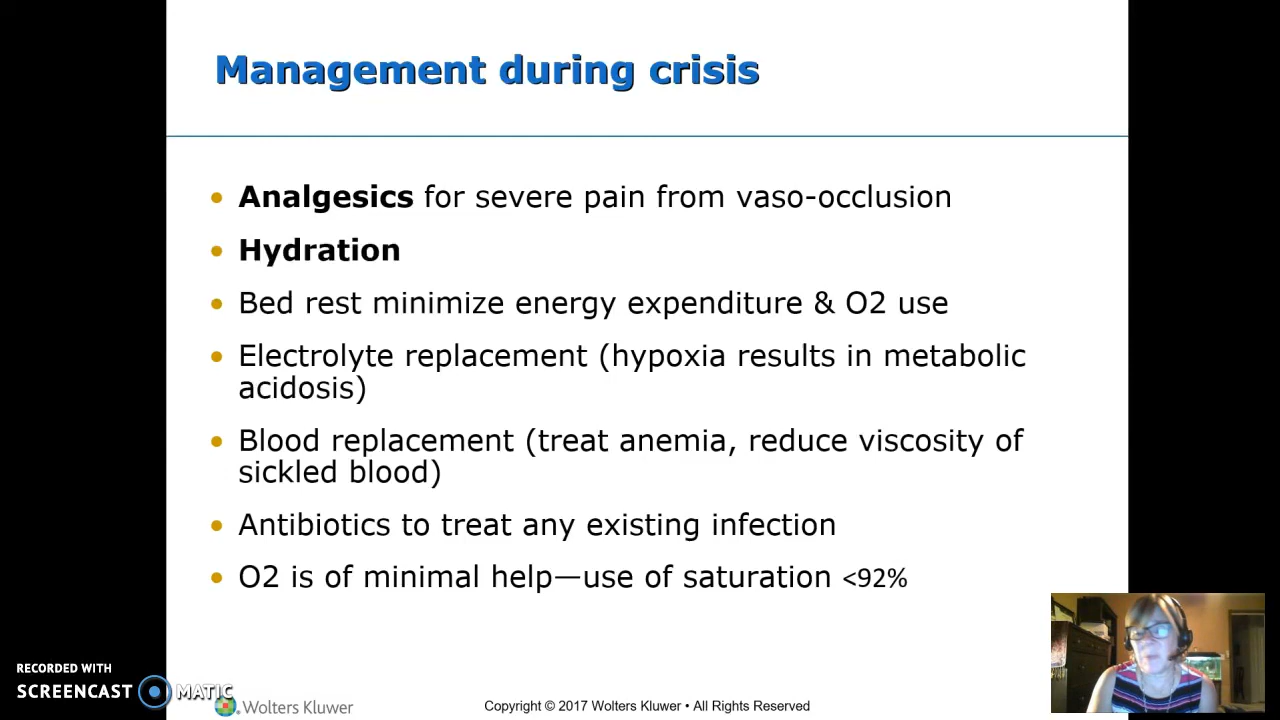 Management during crisis
• Analgesics for severe pain from vaso-occlusion
• Hydration
• Bed rest minimize energy expenditure & O2 use
• Electrolyte replacement (hypoxia results in metabolic
acidosis)
• Blood replacement (treat anemia, reduce viscosity of
sickled blood)
• Antibiotics to treat any existing infection
• O2 is of minimal help—use of saturation <92%
RECORDED WITH
SCREENCAST MATIC
Wolters Kluwer
Copyright © 2017 Wolters Kluwer • All Rights Reserved